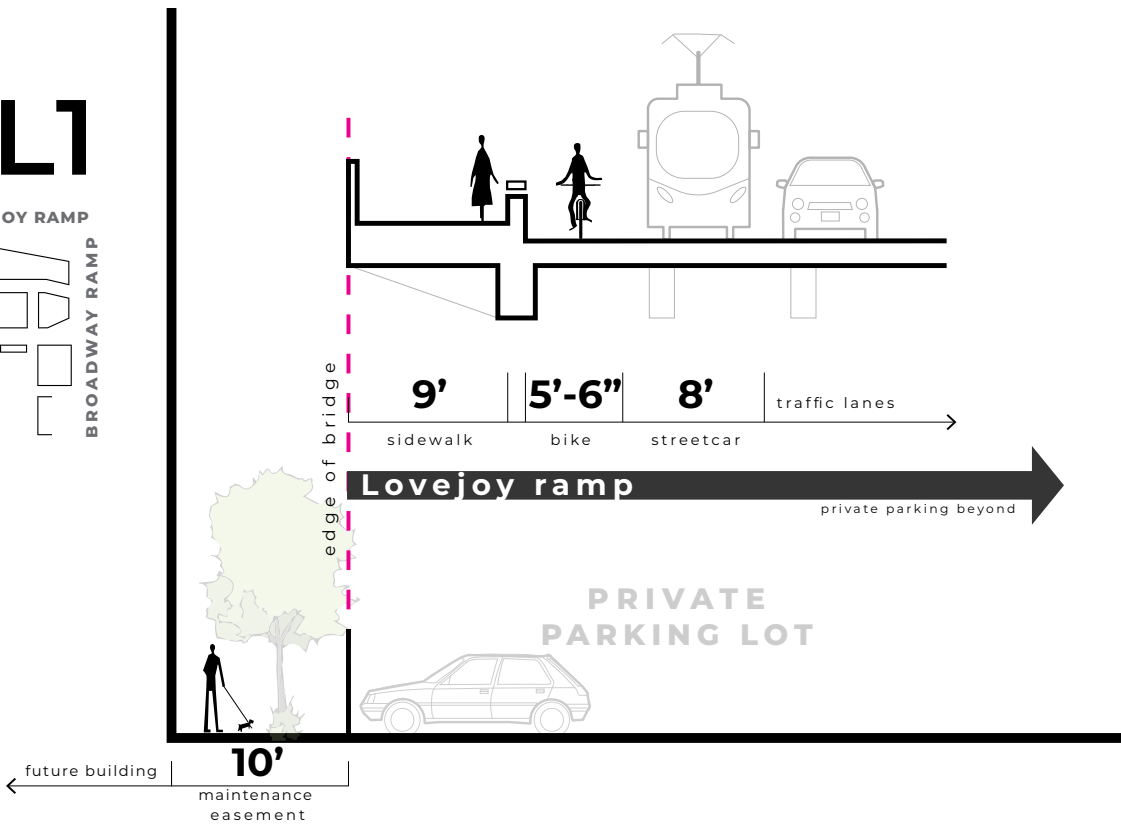 L1
OY RAMP
BROADWAY RAMP
edge of bridge
9’
5’-6”
8’
traffic lanes
sidewalk
bike
streetcar
Lovejoy ramp
private parking beyond
PRIVATE
PARKING LOT
future building
10’
maintenance
easement